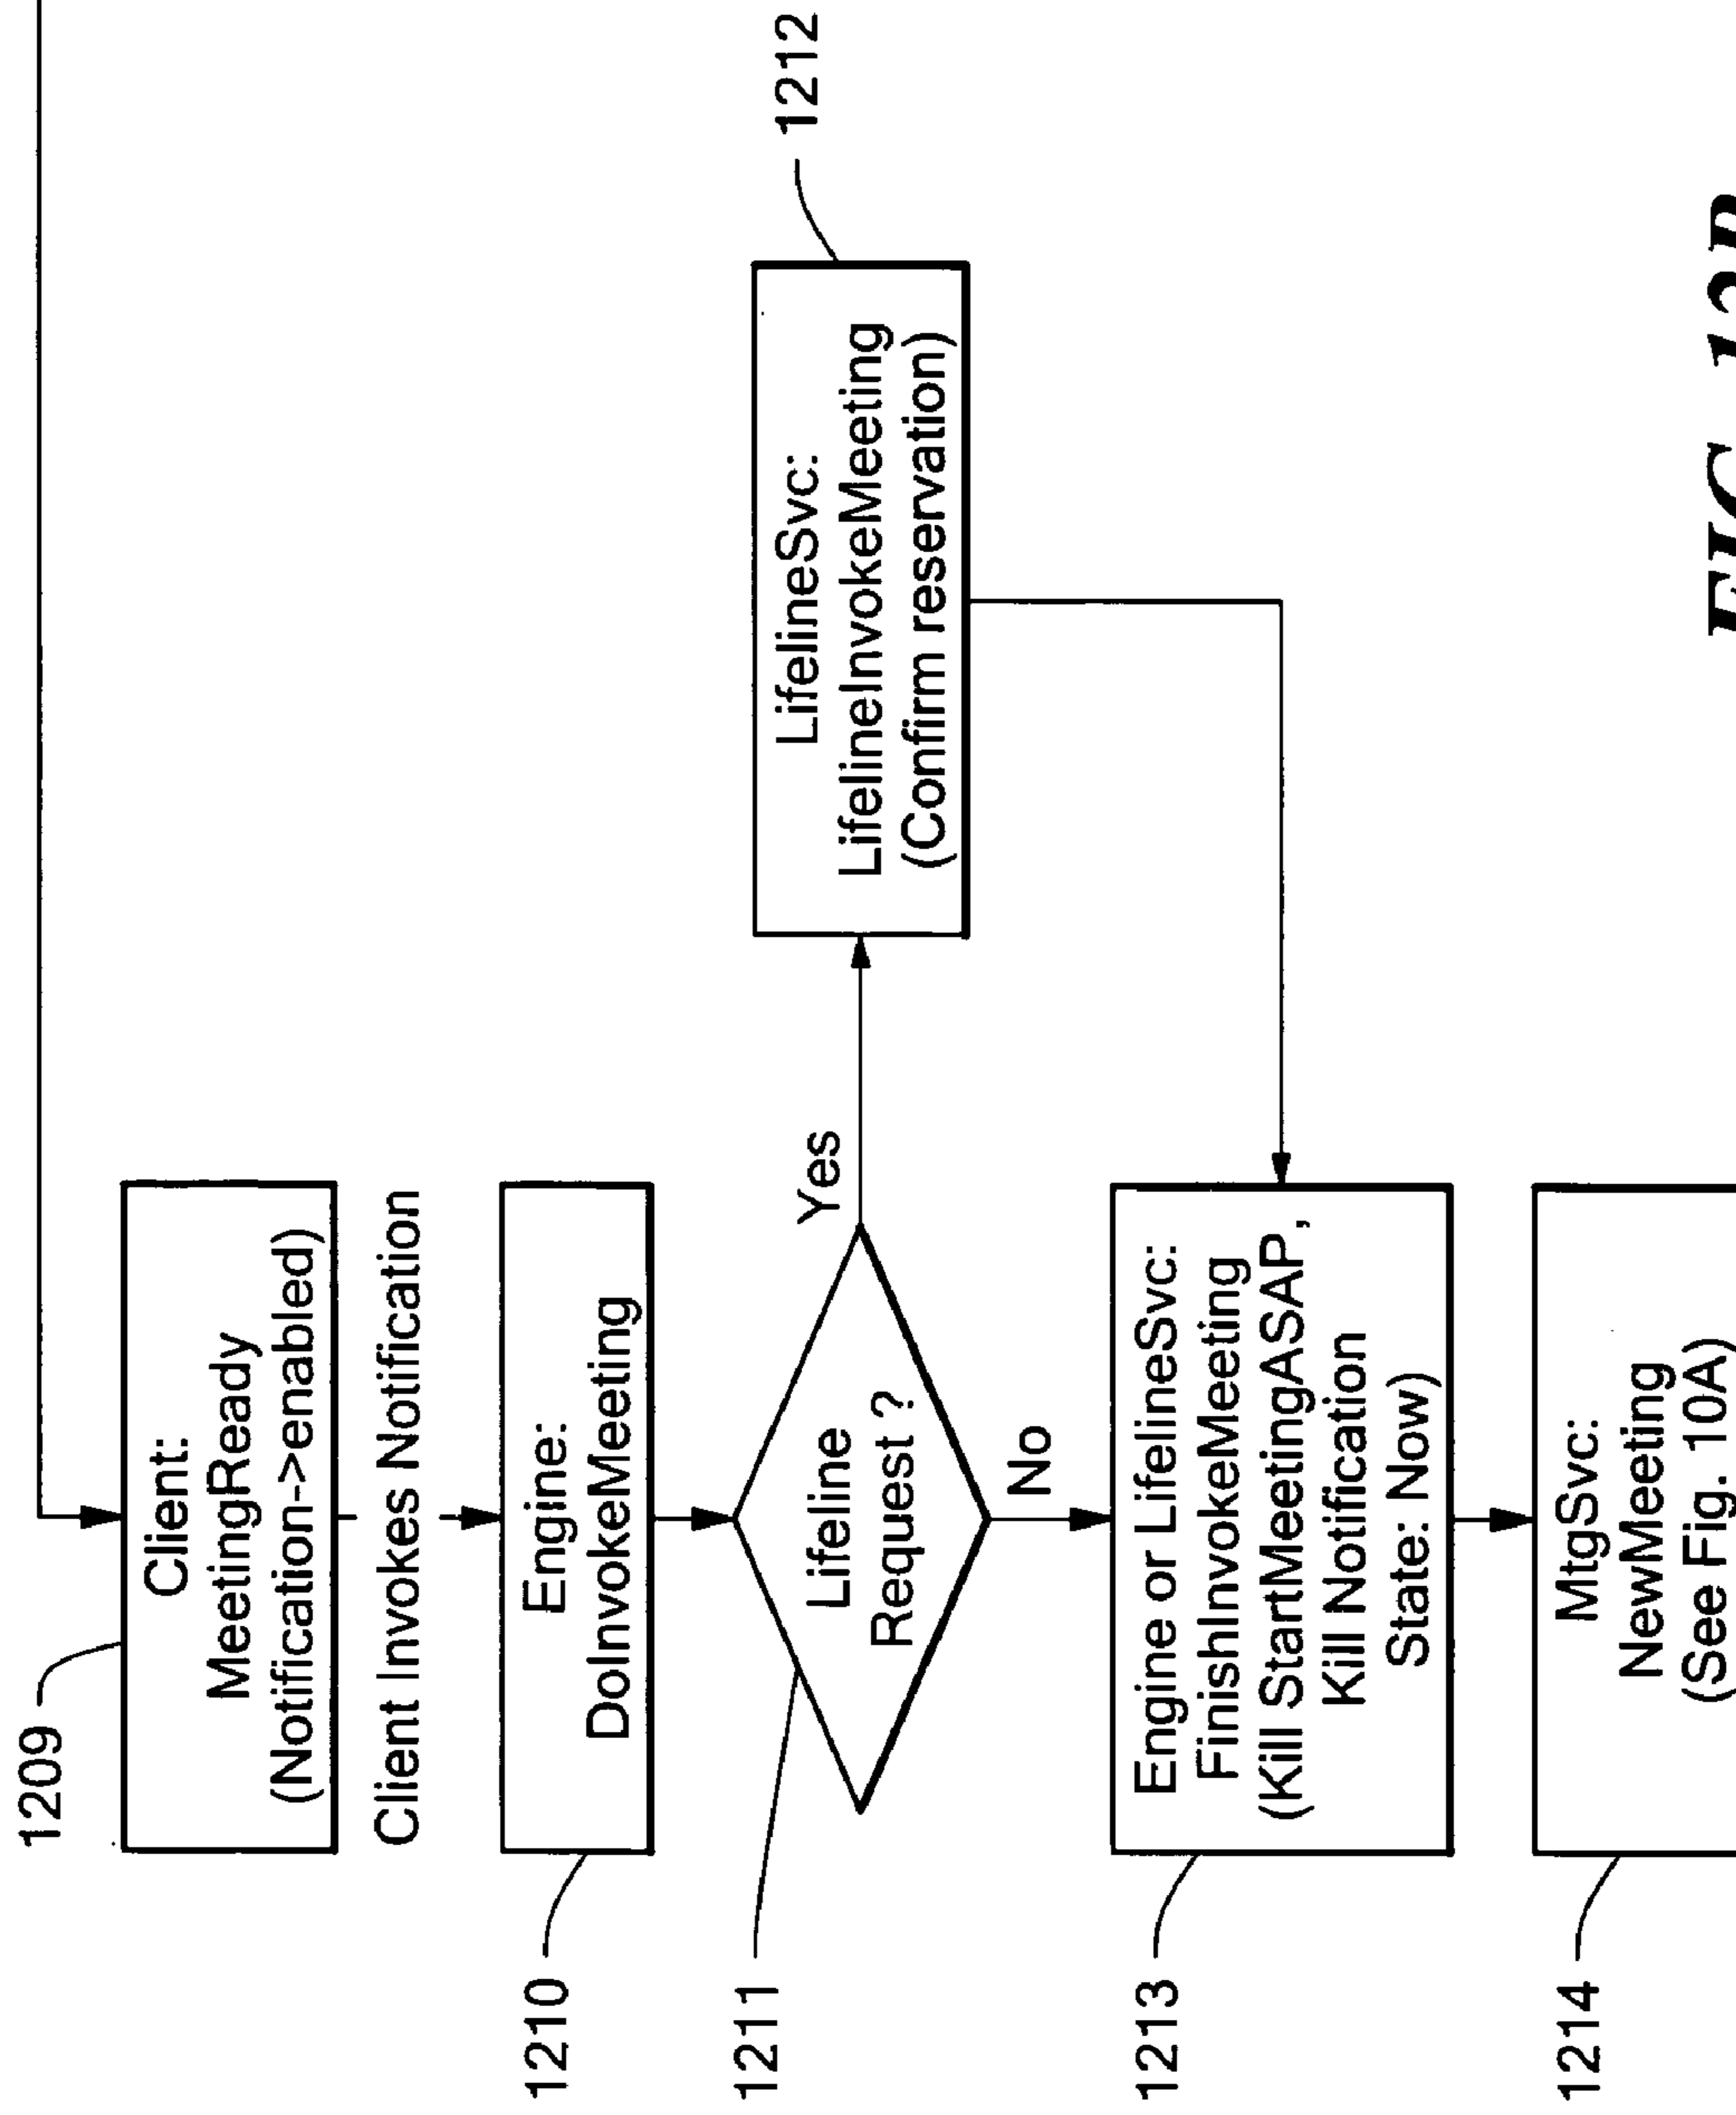 1209
Client:
MeetingReady
(Notification->enabled)
Client Invokes Notification
1210
Engine:
DoInvokeMeeting
1211
Lifeline
Request ?
Yes
No
1212
LifelineSvc:
LifelineInvokeMeeting
(Confirm reservation)
1213
Engine or LifelineSvc:
FinishInvokeMeeting
(Kill StartMeetingASAP,
Kill Notification
State: Now)
1214
MtgSvc:
NewMeeting
(See Fig. 10A)